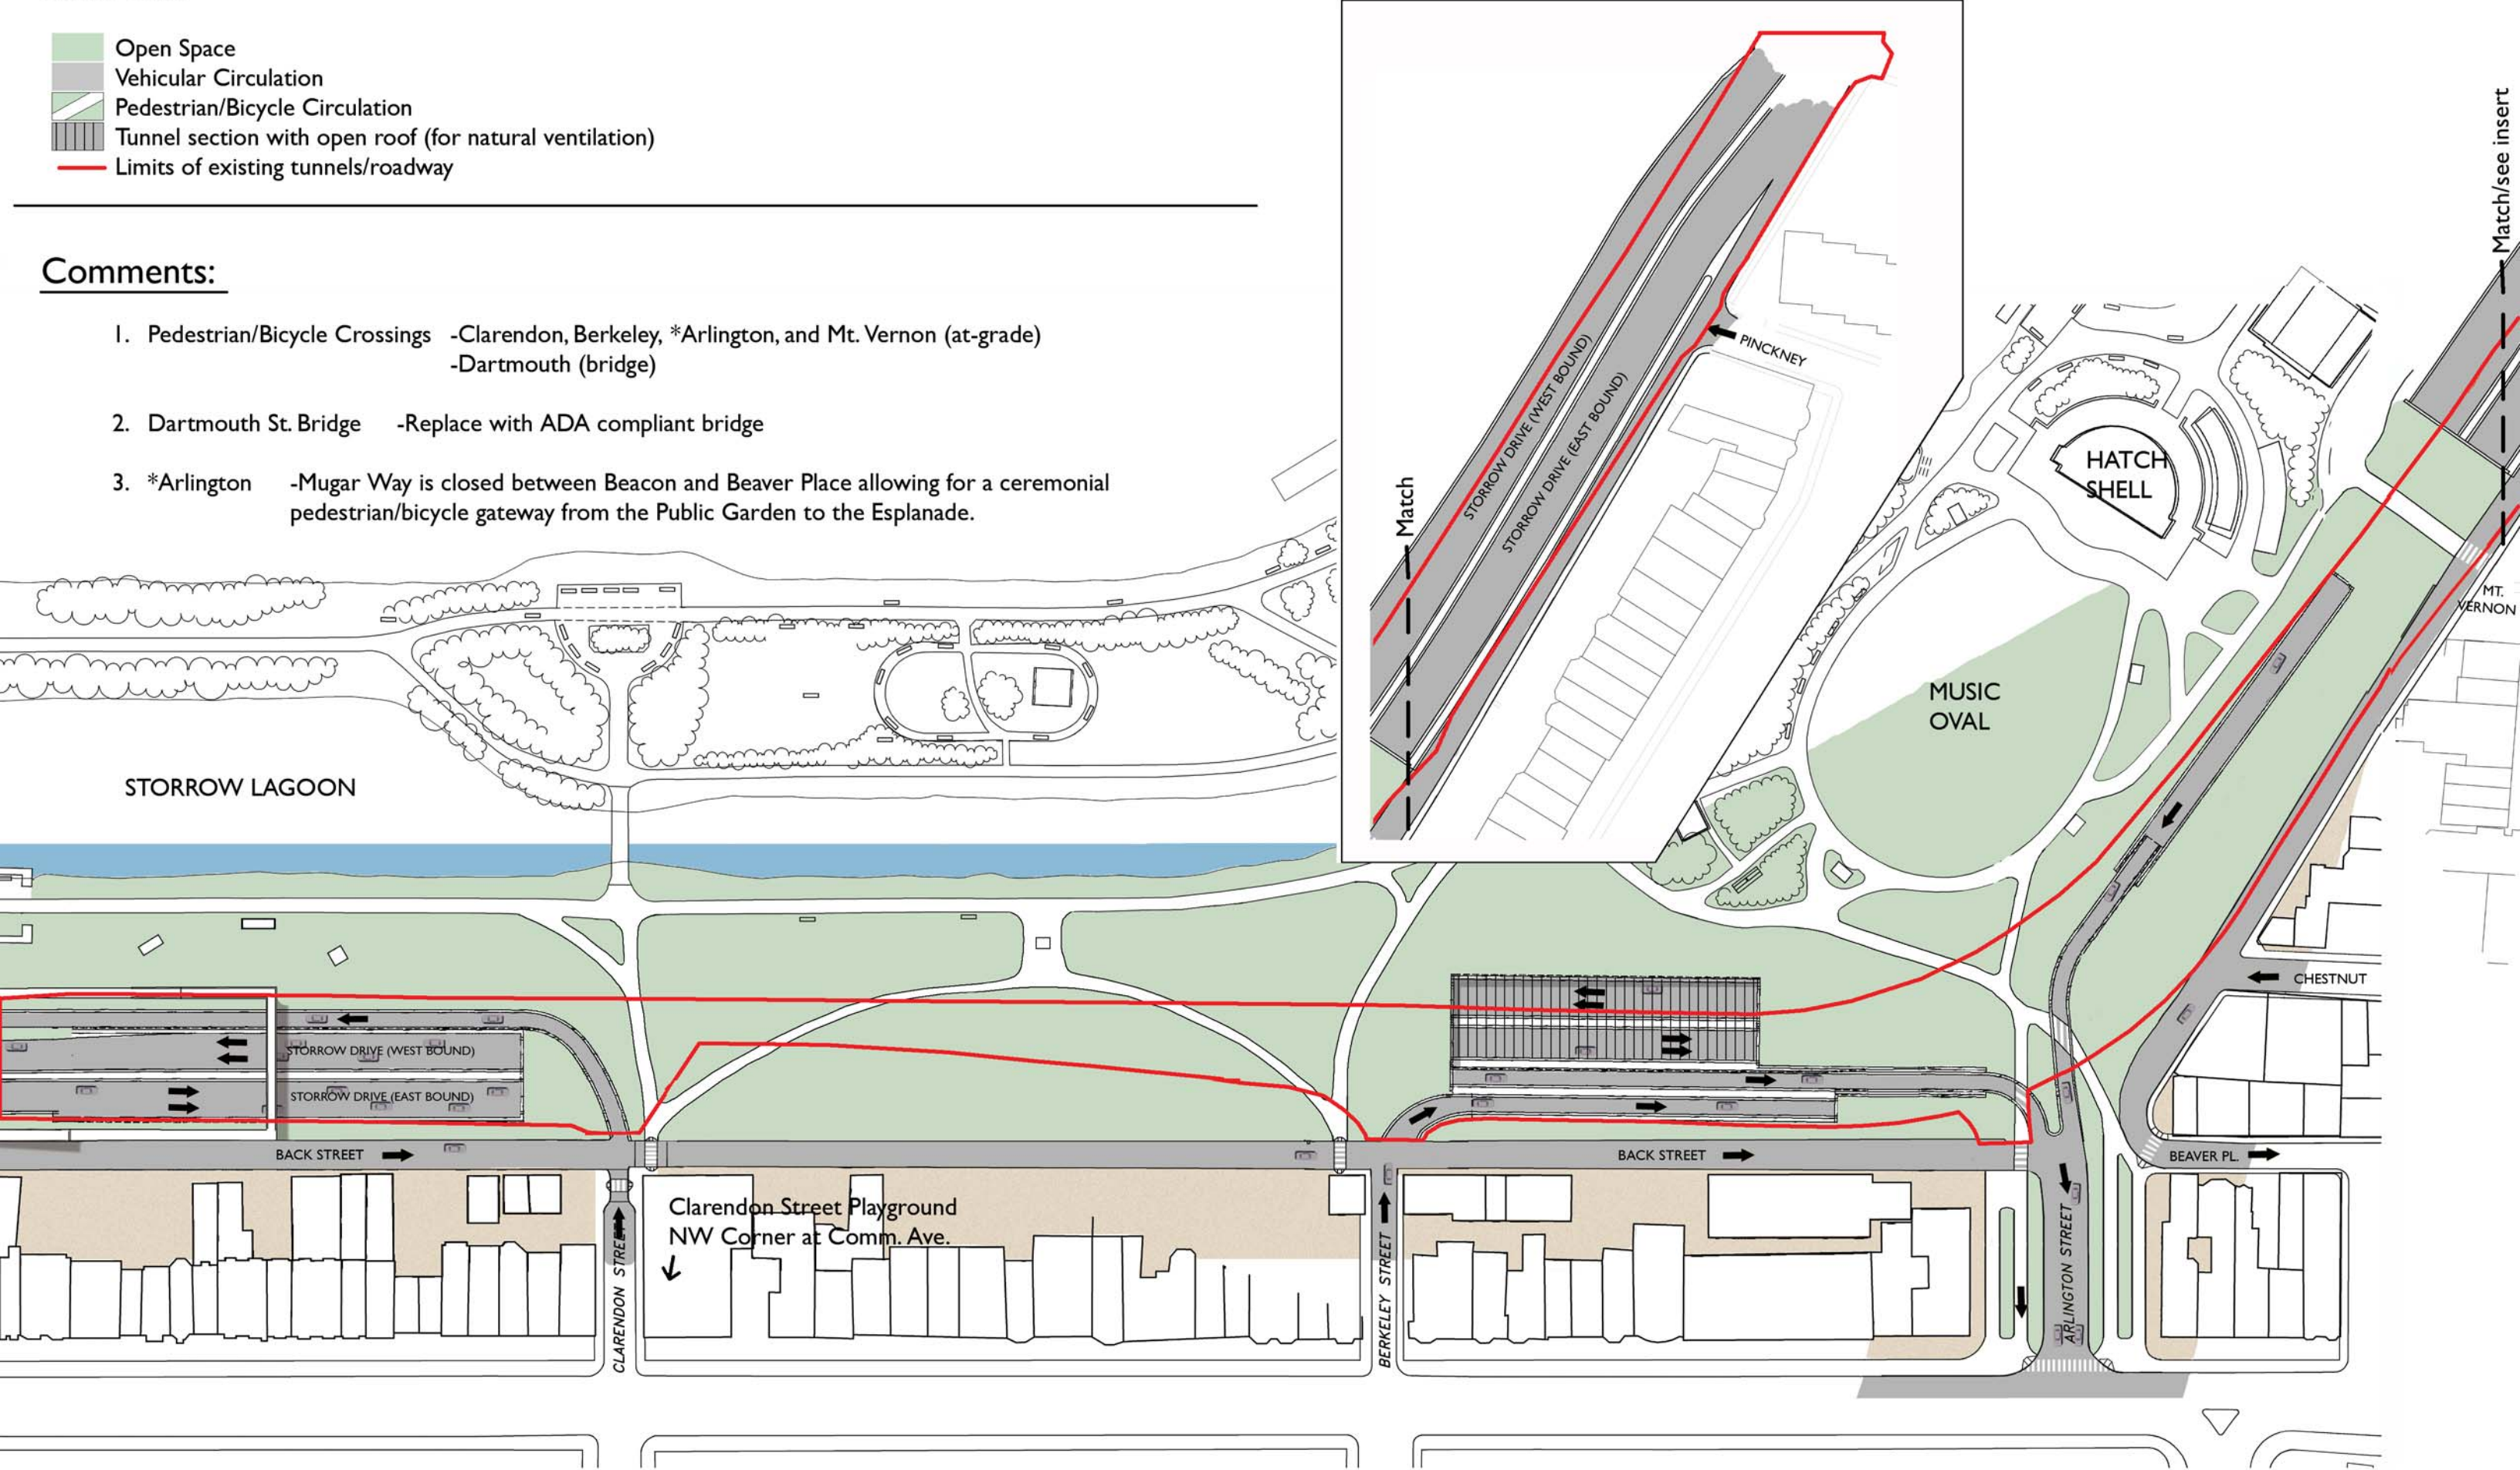 Open Space
Vehicular Circulation
Pedestrian/Bicycle Circulation
Tunnel section with open roof (for natural ventilation)
Limits of existing tunnels/roadway
Comments:
1. Pedestrian/Bicycle Crossings -Clarendon, Berkeley, *Arlington, and Mt. Vernon (at-grade)
-Dartmouth (bridge)
2. Dartmouth St. Bridge -Replace with ADA compliant bridge
3. *Arlington -Mugar Way is closed between Beacon and Beaver Place allowing for a ceremonial
pedestrian/bicycle gateway from the Public Garden to the Esplanade.
STORROW DRIVE (WEST BOUND)
STORROW DRIVE (EAST BOUND)
PINCKNEY
Match
Match/see insert
HATCH
SHELL
MT.
VERNON
MUSIC
OVAL
STORROW LAGOON
CHESTNUT
STORROW DRIVE (WEST BOUND)
STORROW DRIVE (EAST BOUND)
BACK STREET
BACK STREET
BEAVER PL.
Clarendon Street Playground
NW Corner at Comm. Ave.
CLARENDON STREET
BERKELEY STREET
ARLINGTON STREET